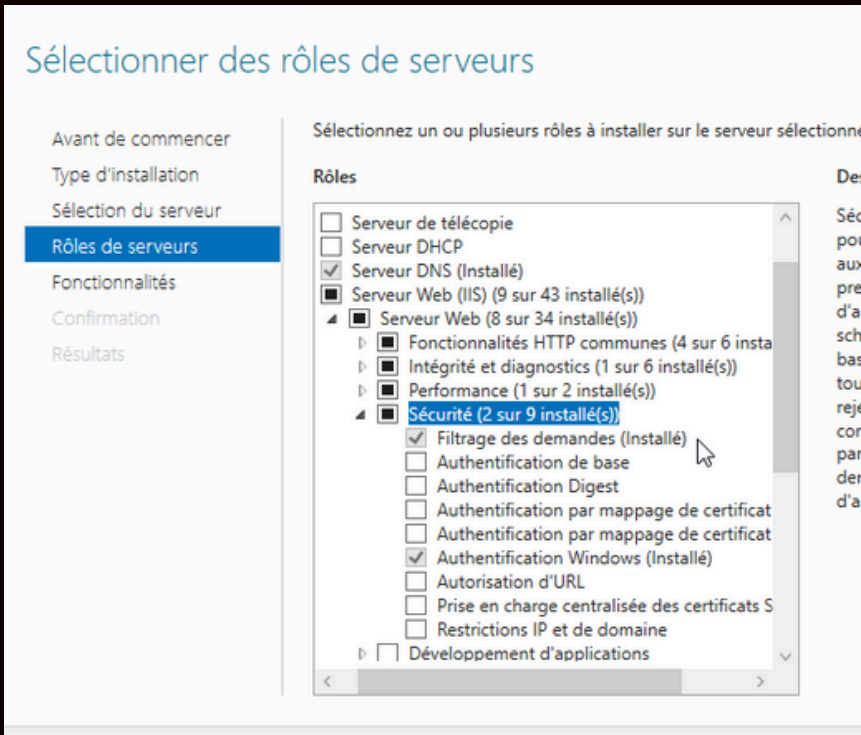 Sélectionner des rôles de serveurs
Avant de commencer
Type d'installation
Sélection du serveur
Rôles de serveurs
Fonctionnalités
Confirmation
Résultats
Sélectionnez un ou plusieurs rôles à installer sur le serveur
Rôles
Serveur de télécopie
Serveur DHCP
Serveur DNS (Installé)
Serveur Web (IIS) (9 sur 43 installé(s))
Serveur Web (8 sur 34 installé(s))
Fonctionnalités HTTP communes (4 sur 6 insta
Intégrité et diagnostics (1 sur 6 installé(s))
Performance (1 sur 2 installé(s))
Sécurité (2 sur 9 installé(s))
Filtrage des demandes (Installé)
Authentification de base
Authentification Digest
Authentification par mappage de certificat
Authentification par mappage de certificat
Authentification Windows (Installé)
Autorisation d'URL
Prise en charge centralisée des certificats S
Restrictions IP et de domaine
Développement d'applications